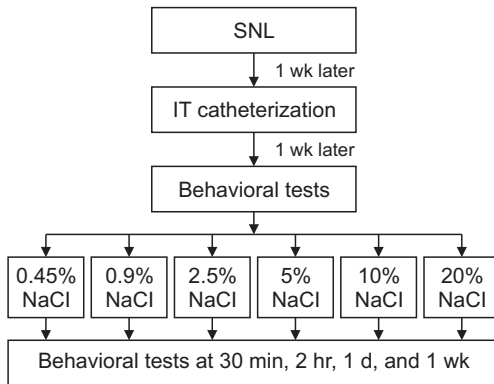 SNL
1 wk later
IT catheterization
1 wk later
Behavioral tests
0.45% NaCl
0.9% NaCl
2.5% NaCl
5% NaCl
10% NaCl
20% NaCl
Behavioral tests at 30 min, 2 hr, 1 d, and 1 wk